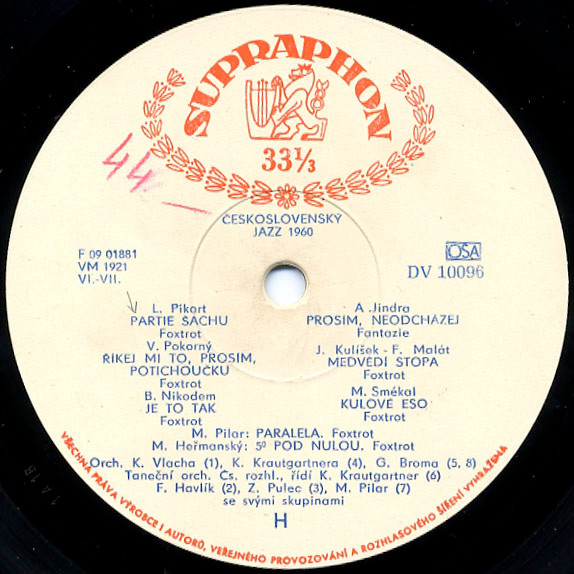 SUPRAPHON
33⅓
44.—
ČESKOSLOVENSKÝ
JAZZ 1960
F 09 01881
VM 1921
VI.-VII.
OSA
DV 10096
L. Pikart
PARTIE ŠACHU
Foxtrot
V. Pokorný
ŘÍKEJ MI TO, PROSÍM,
POTICHOUČKU
Foxtrot
B. Nikodem
JE TO TAK
Foxtrot
A. Jindra
PROSÍM, NEODCHÁZEJ
Fantazie
J. Kulíšek - F. Malát
MEDVĚDÍ STOPA
Foxtrot
M. Smékal
KULOVÉ ESO
Foxtrot
M. Pilar: PARALELA. Foxtrot
M. Heřmanský: 5⁰ POD NULOU. Foxtrot
Orch. K. Vlacha (1), K. Krautgartnera (4), G. Broma (5, 8)
Taneční orch. Čs. rozhl., řídí K. Krautgartner (6)
F. Havlík (2), Z. Pulec (3), M. Pilar (7)
se svými skupinami
H
VŠECHNA PRÁVA VÝROBCE I AUTORŮ, VEŘEJNÉHO PROVOZOVÁNÍ A ROZHLASOVÉHO ŠÍŘENÍ VYHRAŽENA